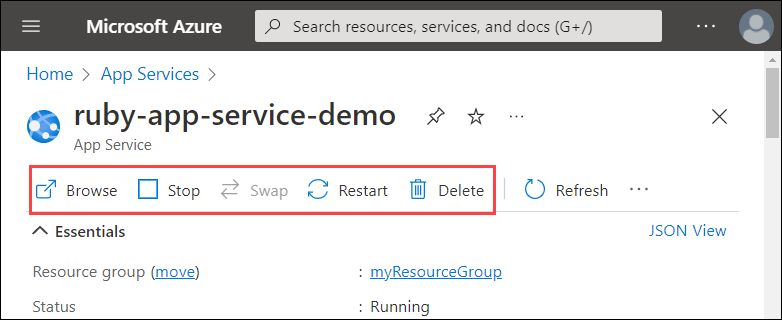 Microsoft Azure Search resources, services, and docs (G+/) ...
Home > App Services >
ruby-app-service-demo ...
App Service
Browse Stop Swap Restart Delete Refresh ...
Essentials JSON View
Resource group (move) : myResourceGroup
Status : Running